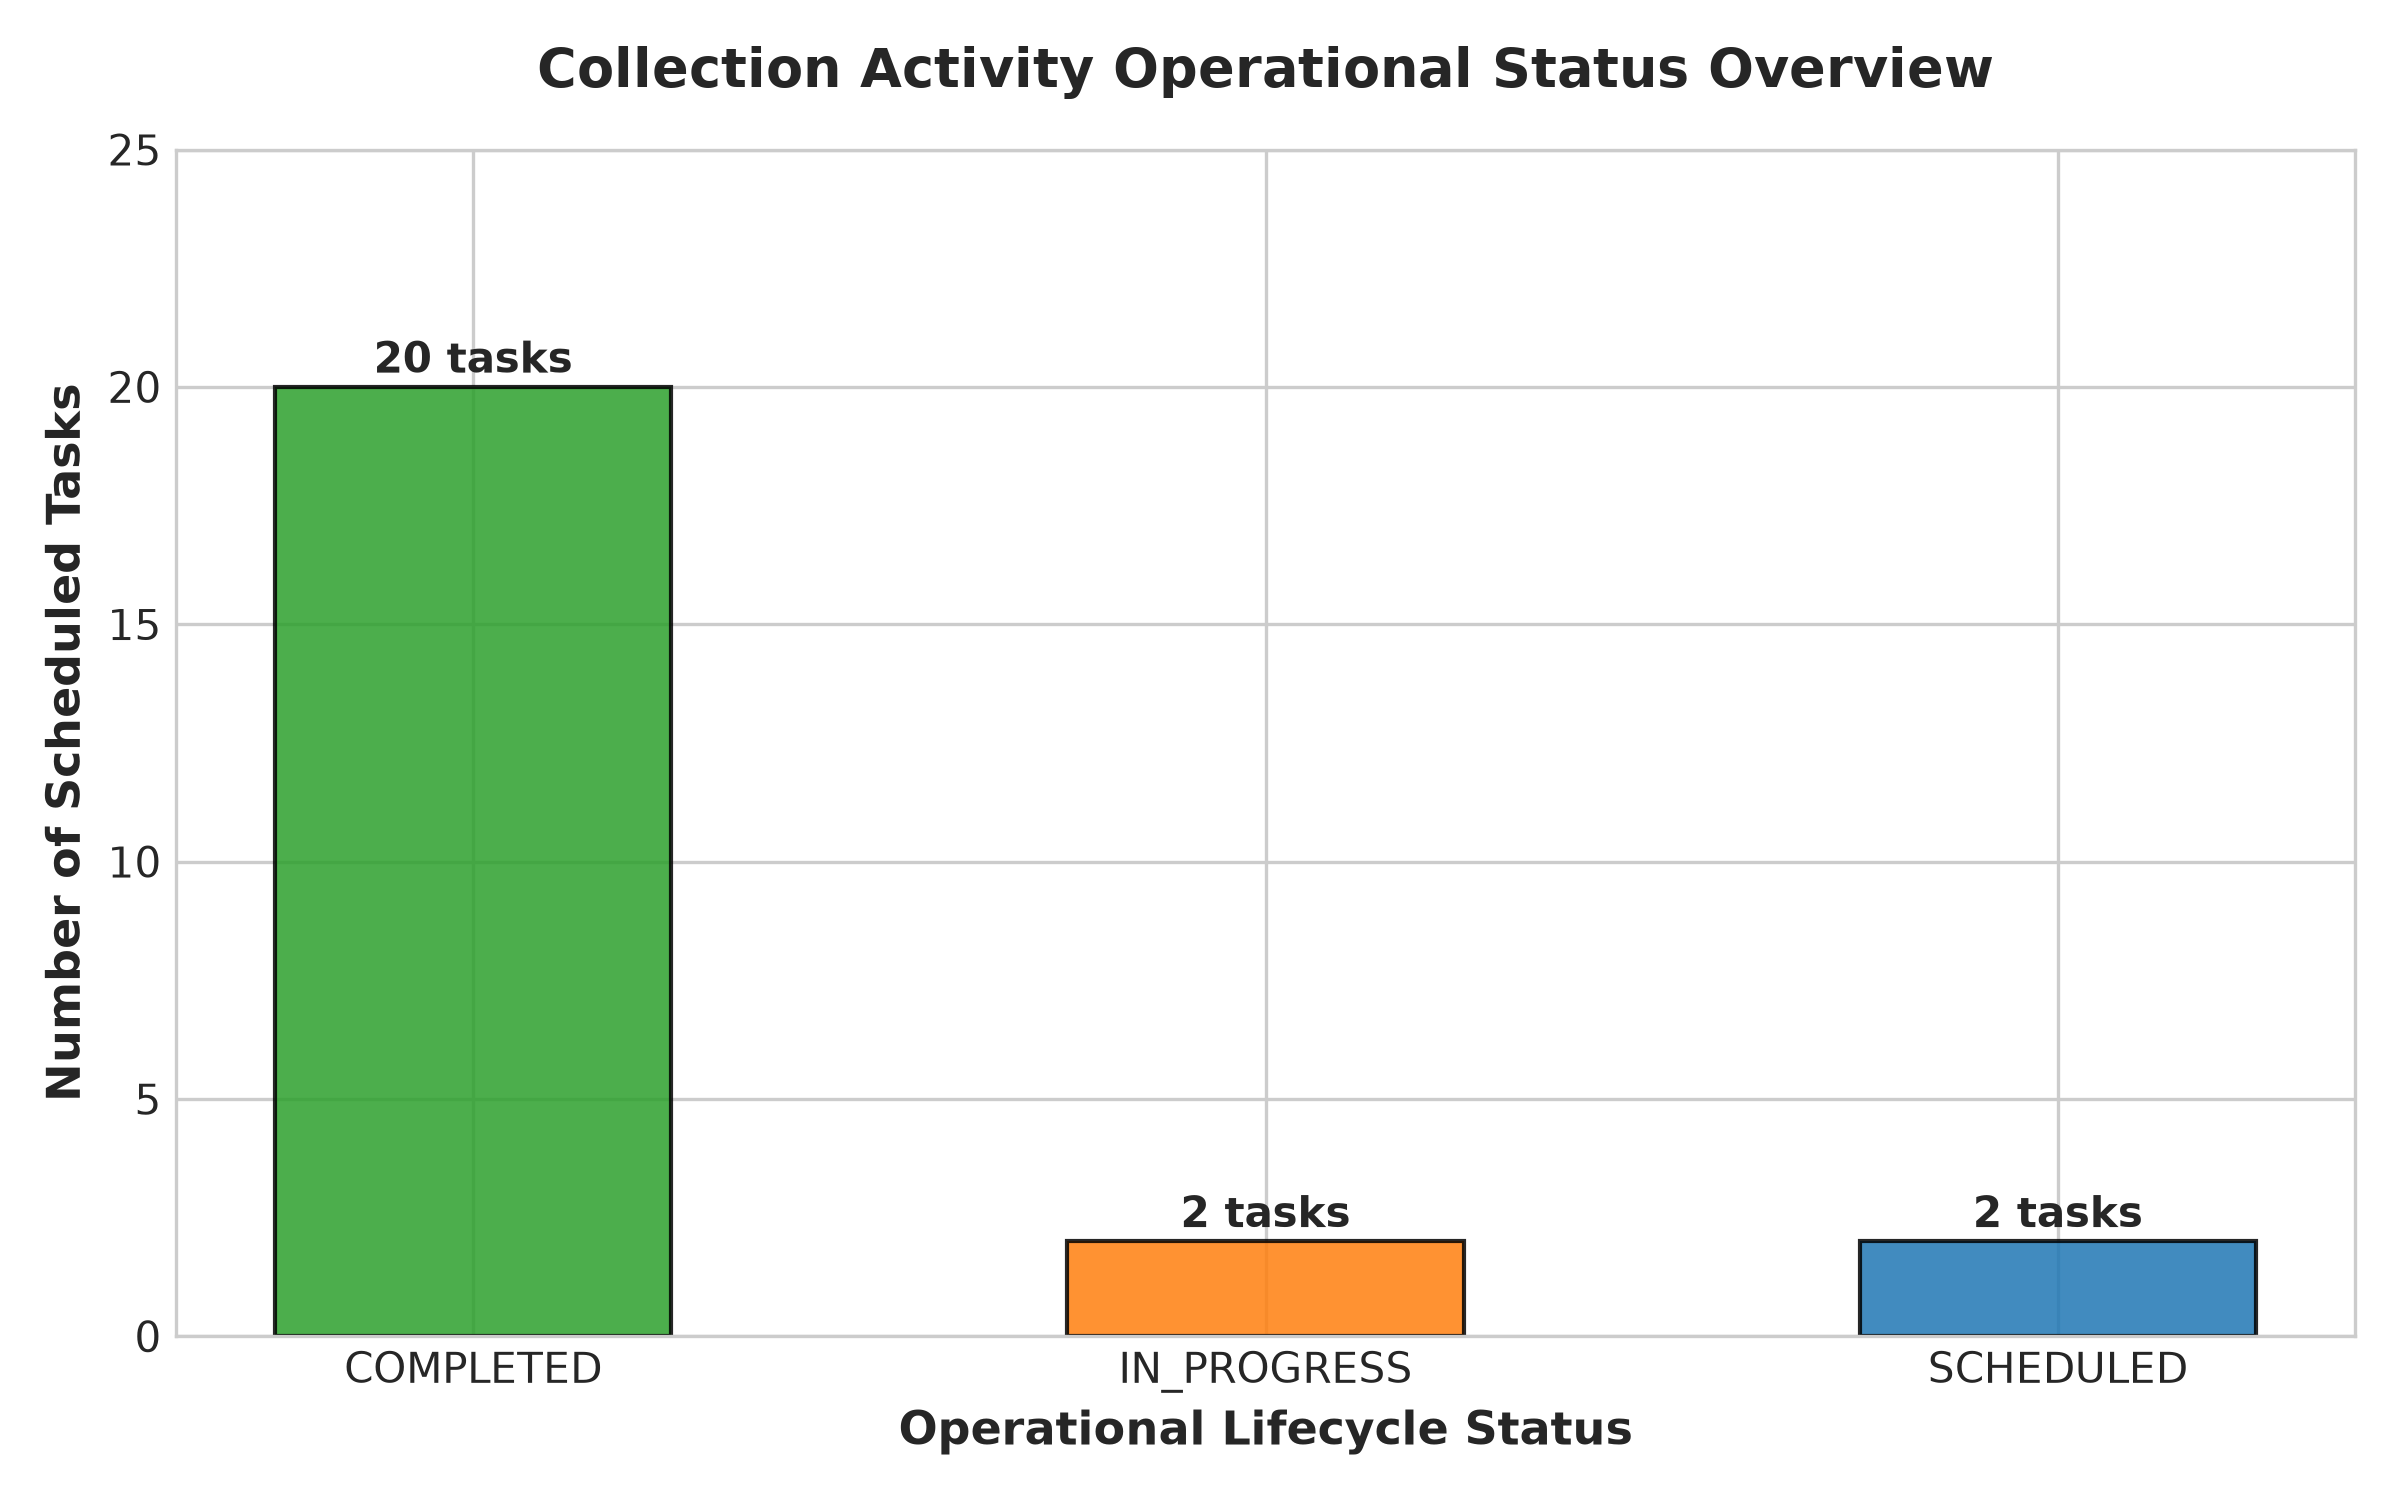 Collection Activity Operational Status Overview
Number of Scheduled Tasks
25
20
15
10
5
0
20 tasks
2 tasks
2 tasks
COMPLETED
IN_PROGRESS
SCHEDULED
Operational Lifecycle Status